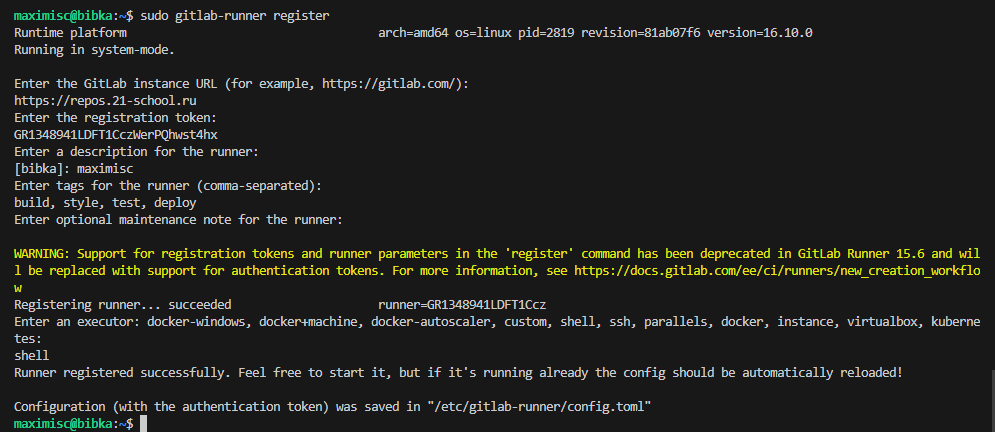 maximisc@bibka:~$ sudo gitlab-runner register
Runtime platform                                    arch=amd64 os=linux pid=2819 revision=81ab07f6 version=16.10.0
Running in system-mode.

Enter the GitLab instance URL (for example, https://gitlab.com/):
https://repos.21-school.ru
Enter the registration token:
GR1348941LDFT1CczWerPQhwst4hx
Enter a description for the runner:
[bibka]: maximisc
Enter tags for the runner (comma-separated):
build, style, test, deploy
Enter optional maintenance note for the runner:

WARNING: Support for registration tokens and runner parameters in the 'register' command has been deprecated in GitLab Runner 15.6 and wil
l be replaced with support for authentication tokens. For more information, see https://docs.gitlab.com/ee/ci/runners/new_creation_workflo
w
Registering runner... succeeded                     runner=GR1348941LDFT1Ccz
Enter an executor: docker-windows, docker+machine, docker-autoscaler, custom, shell, ssh, parallels, docker, instance, virtualbox, kuberne
tes:
shell
Runner registered successfully. Feel free to start it, but if it's running already the config should be automatically reloaded!

Configuration (with the authentication token) was saved in "/etc/gitlab-runner/config.toml"
maximisc@bibka:~$